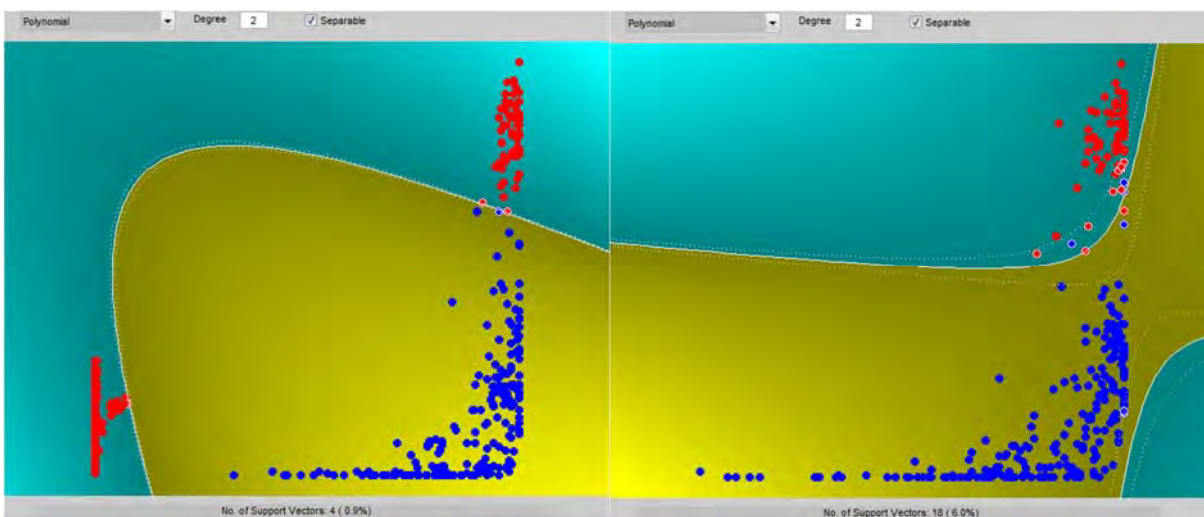 Polynomial Degree 2 Separable
No. of Support Vectors: 4 ( 0.9%)
Polynomial Degree 2 Separable
No. of Support Vectors: 18 ( 6.0%)